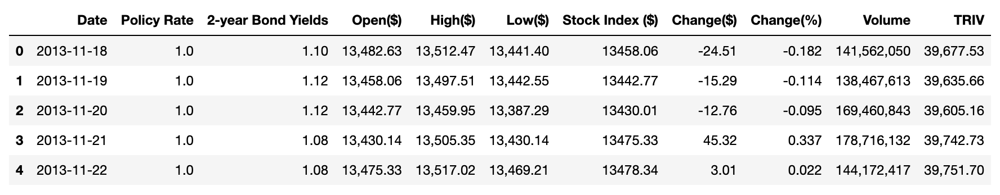 Date Policy Rate 2-year Bond Yields Open($) High($) Low($) Stock Index ($) Change($) Change(%) Volume TRIV
0 2013-11-18 1.0 1.10 13,482.63 13,512.47 13,441.40 13458.06 -24.51 -0.182 141,562,050 39,677.53
1 2013-11-19 1.0 1.12 13,458.06 13,497.51 13,442.55 13442.77 -15.29 -0.114 138,467,613 39,635.66
2 2013-11-20 1.0 1.12 13,442.77 13,459.95 13,387.29 13430.01 -12.76 -0.095 169,460,843 39,605.16
3 2013-11-21 1.0 1.08 13,430.14 13,505.35 13,430.14 13475.33 45.32 0.337 178,716,132 39,742.73
4 2013-11-22 1.0 1.08 13,475.33 13,517.02 13,469.21 13478.34 3.01 0.022 144,172,417 39,751.70